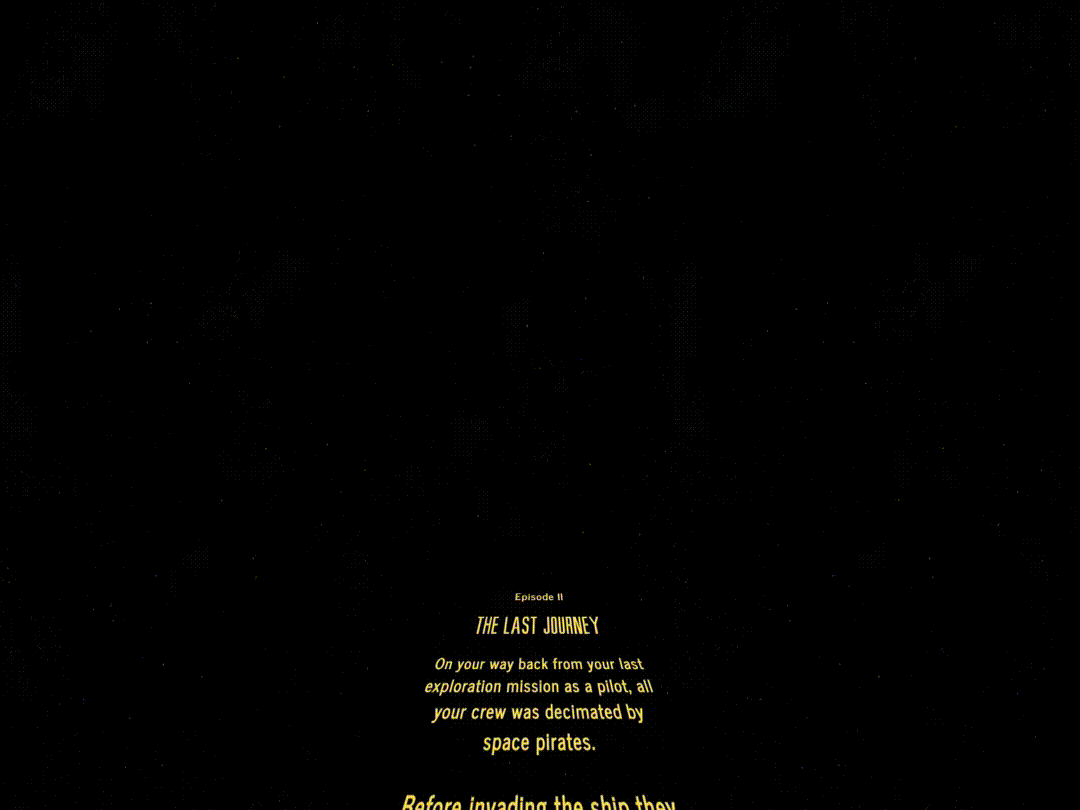 Episode II
THE LAST JOURNEY
On your way back from your last
exploration mission as a pilot, all
your crew was decimated by
space pirates.
Before invading the ship they